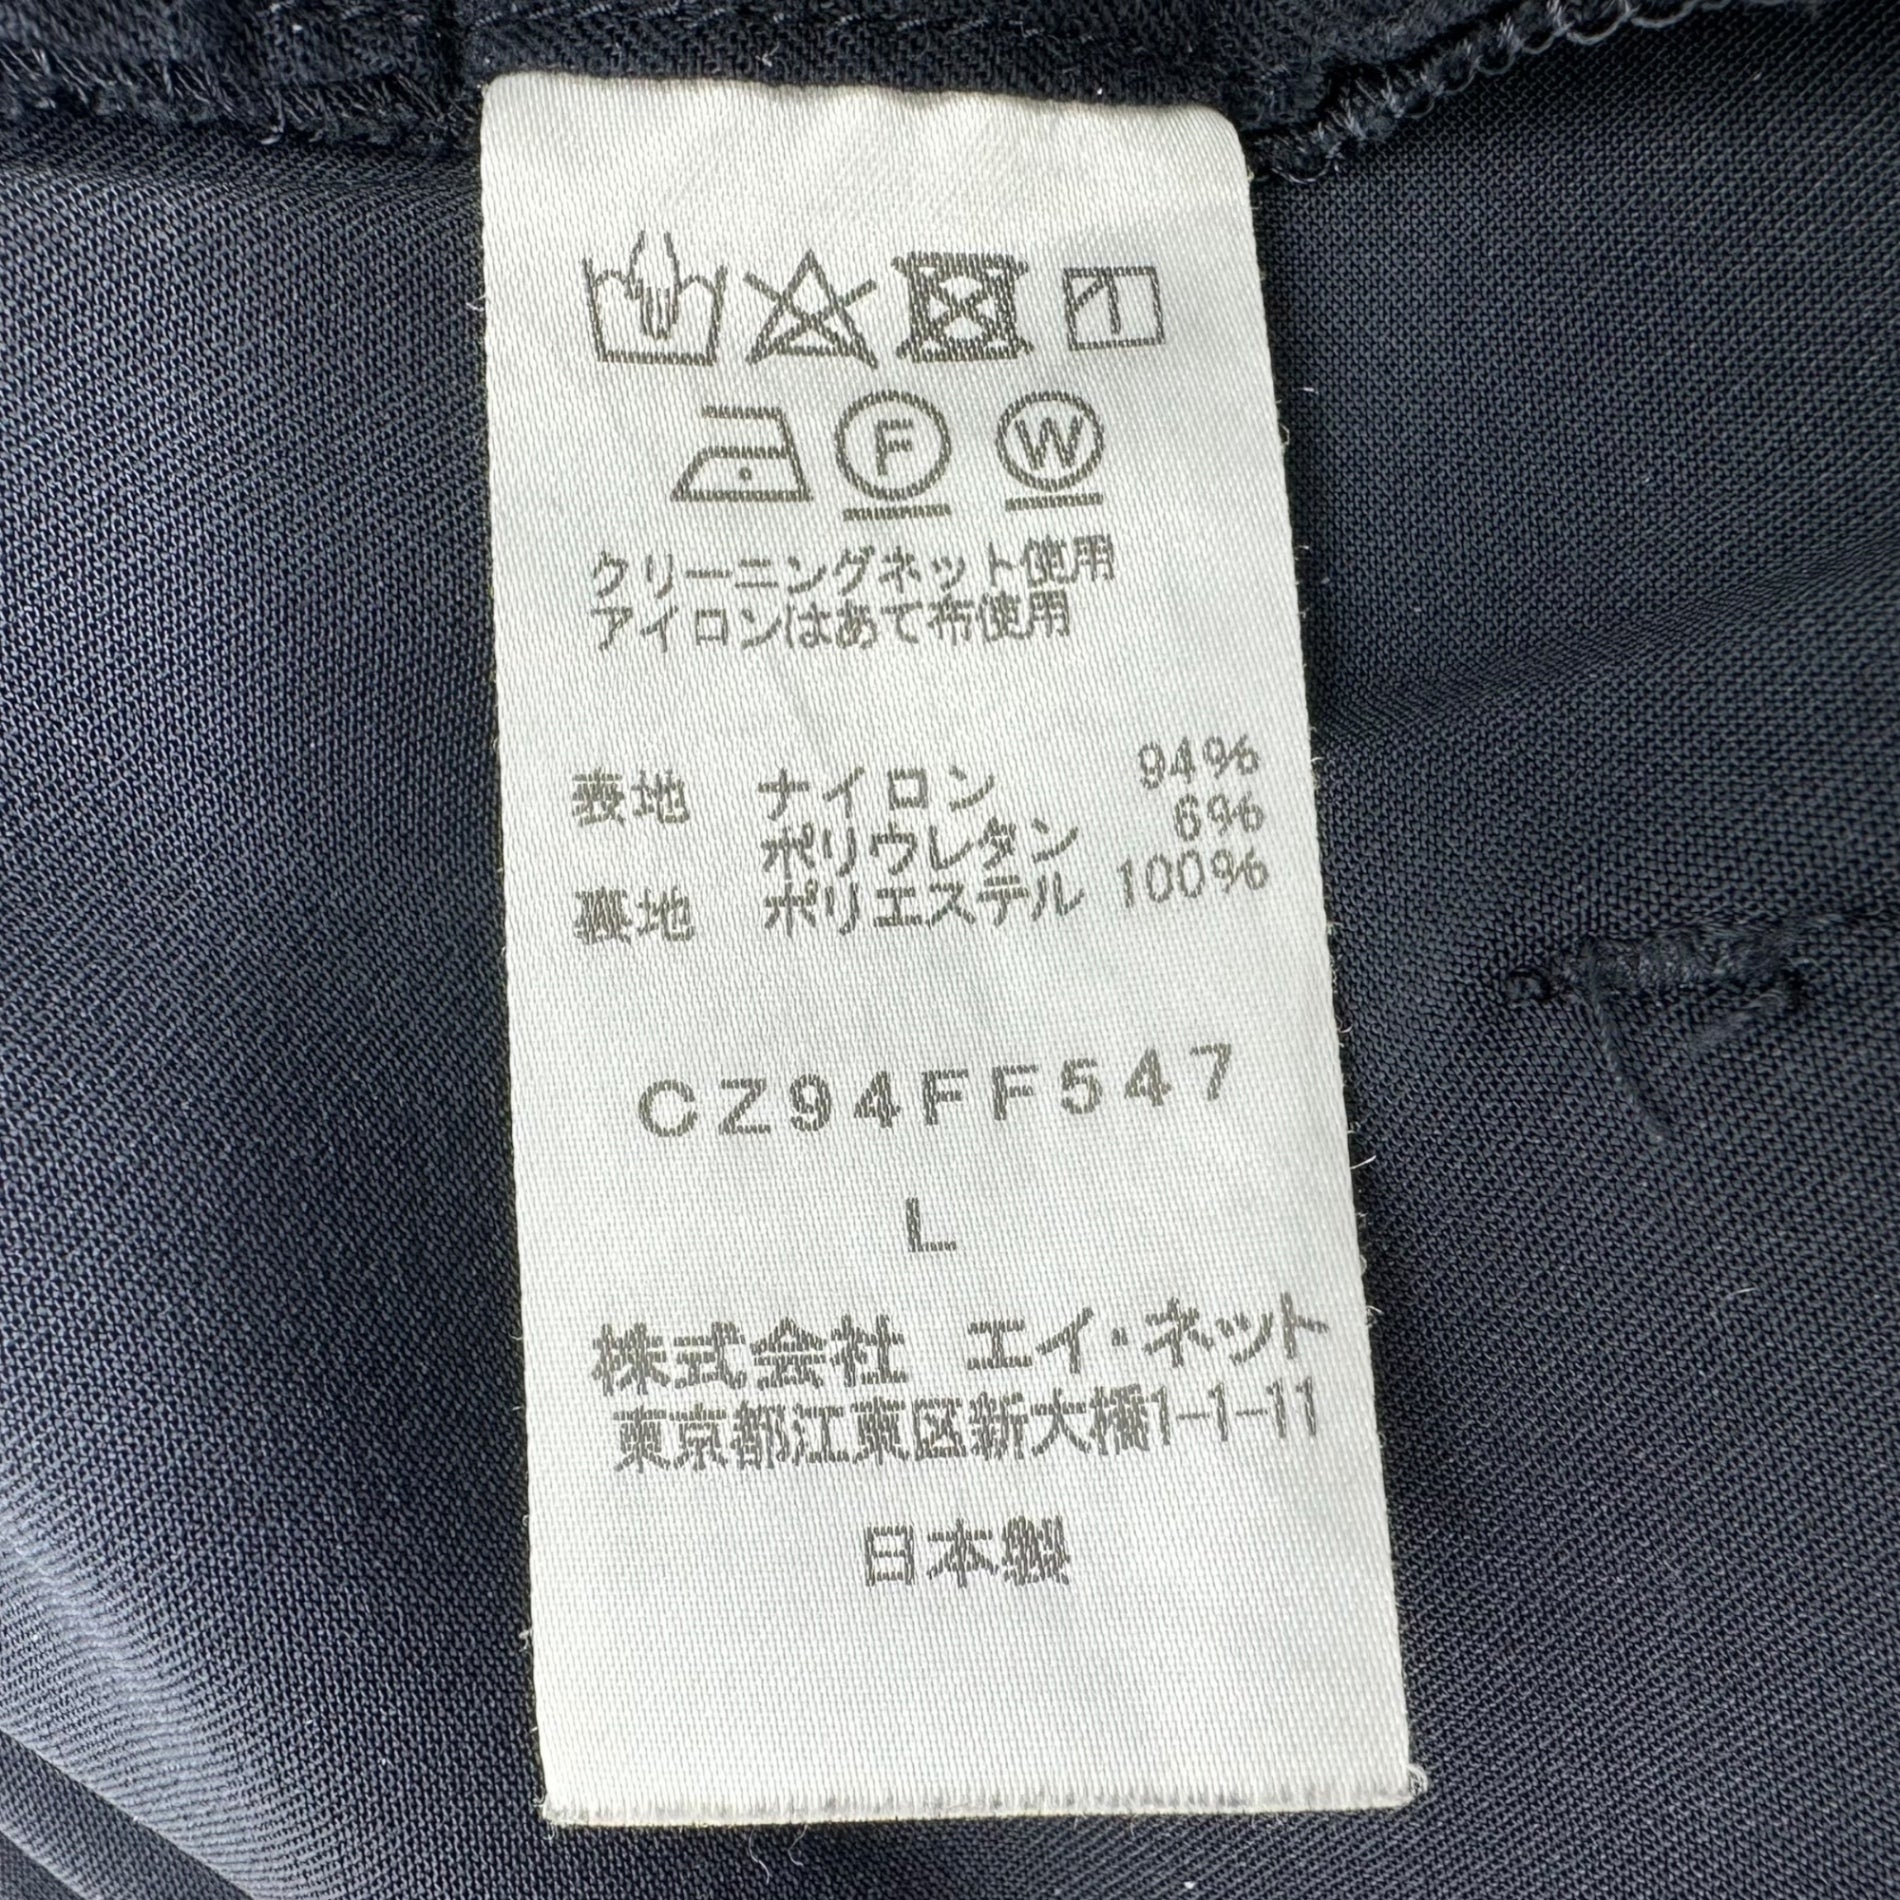 F W
クリーニングネット使用
アイロンはあて布使用
表地 ナイロン 94%
ポリウレタン 6%
裏地 ポリエステル 100%
CZ94FF547
L
株式会社 エイ・ネット
東京都江東区新大橋1-1-11
日本製